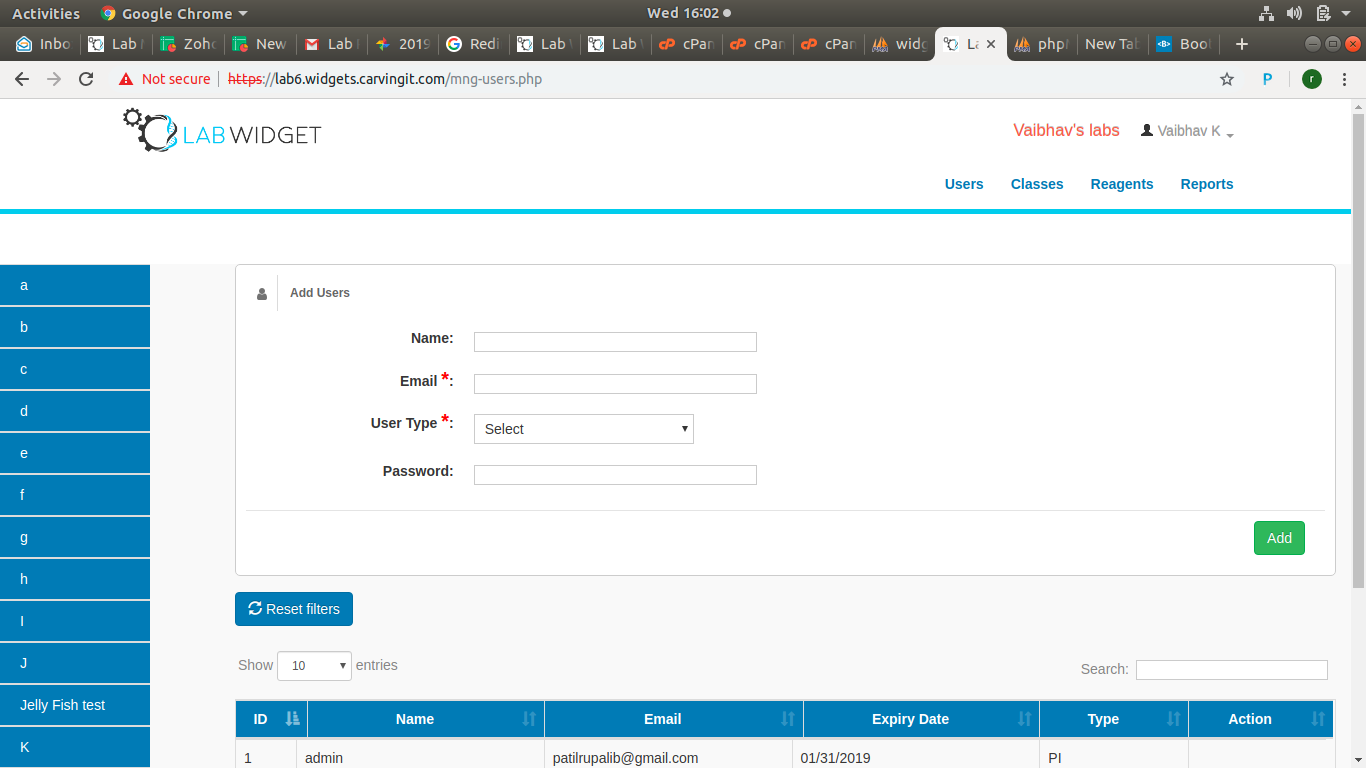 Activities Google Chrome Wed 16:02
Inbo Lab Zoho New Lab 2019 Redi Lab Lab cPan cPan cPan widg La phpM New Tab Boot
Not secure https://lab6.widgets.carvingit.com/mng-users.php P r
LAB WIDGET
Vaibhav's labs Vaibhav K
Users Classes Reagents Reports
a
b
c
d
e
f
g
h
I
J
Jelly Fish test
K
Add Users
Name:
Email *:
User Type *: Select
Password:
Add
Reset filters
Show 10 entries Search:
ID Name Email Expiry Date Type Action
1 admin patilrupalib@gmail.com 01/31/2019 PI